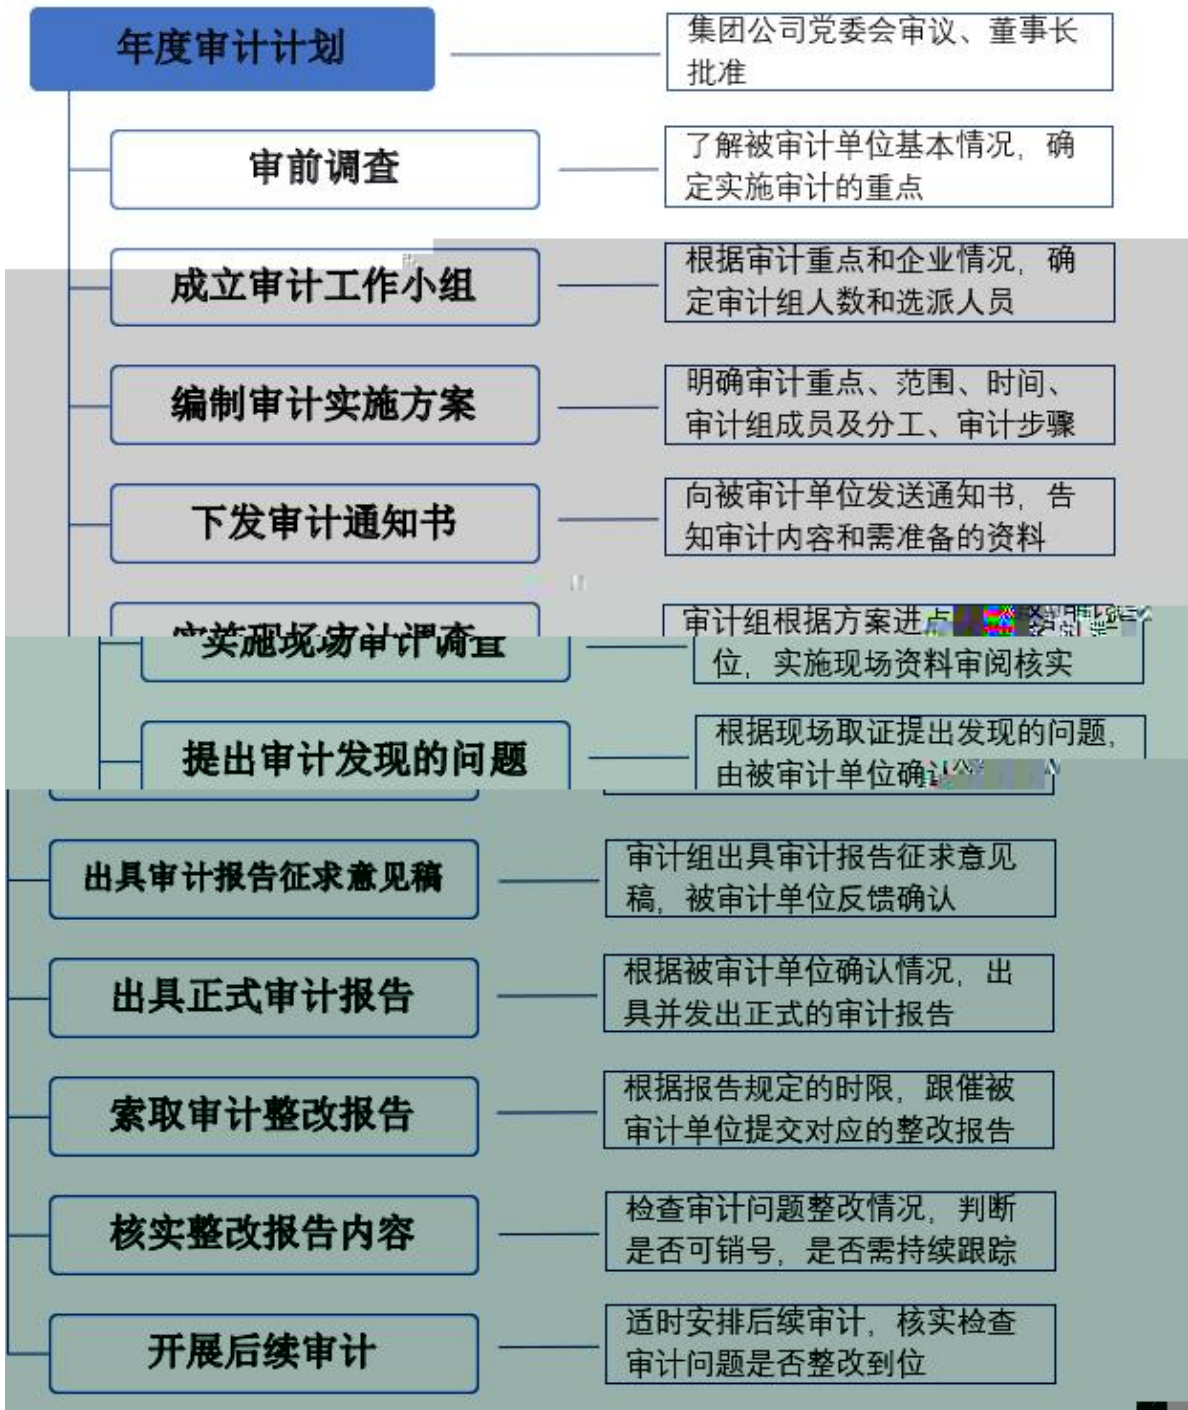 年度审计计划
集团公司党委会审议、董事长
批准
审前调查
了解被审计单位基本情况，确
定实施审计的重点
成立审计工作小组
根据审计重点和企业情况，确
定审计组人数和选派人员
编制审计实施方案
明确审计重点、范围、时间、
审计组成员及分工、审计步骤
下发审计通知书
向被审计单位发送通知书，告
知审计内容和需准备的资料
实施现场审计调查
审计组根据方案进点
位，实施现场资料审阅核实
提出审计发现的问题
根据现场取证提出发现的问题，
由被审计单位确认
出具审计报告征求意见稿
审计组出具审计报告征求意见
稿，被审计单位反馈确认
出具正式审计报告
根据被审计单位确认情况，出
具并发出正式的审计报告
索取审计整改报告
根据报告规定的时限，跟催被
审计单位提交对应的整改报告
核实整改报告内容
检查审计问题整改情况，判断
是否可销号，是否需持续跟踪
开展后续审计
适时安排后续审计，核实检查
审计问题是否整改到位